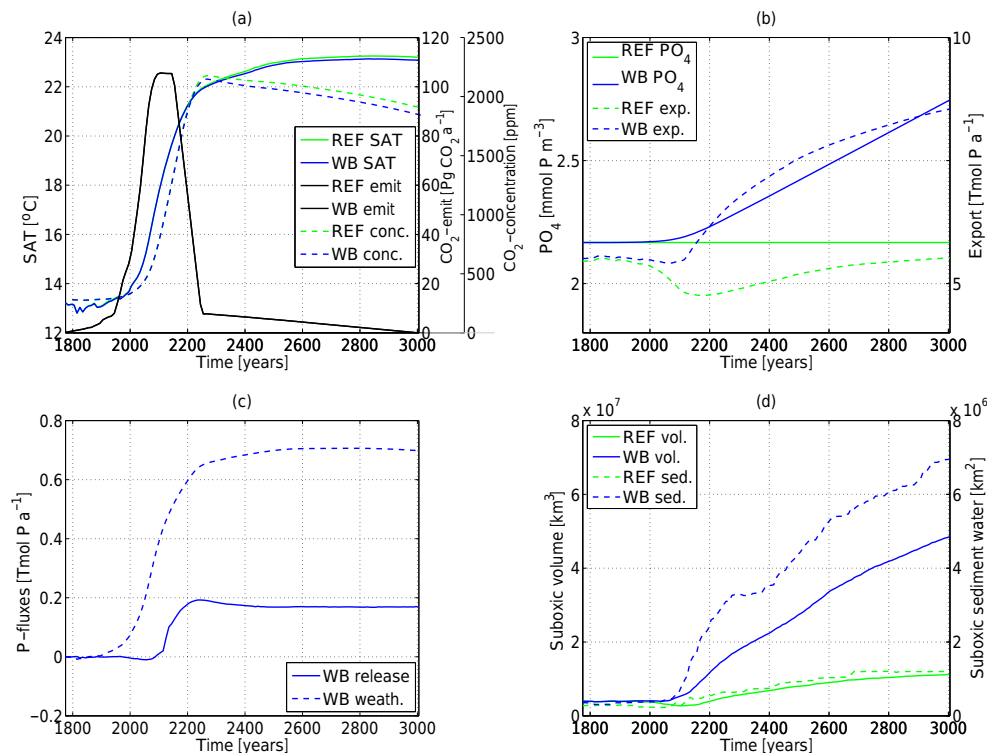 (a)
24
22
20
18
16
14
12
SAT [°C]
1800 2000 2200 2400 2600 2800 3000
Time [years]
120
100
80
60
40
20
0
CO2−emit [Pg CO2 a−1]
2500
2000
1500
1000
500
0
CO2−concentration [ppm]
REF SAT
WB SAT
REF emit
WB emit
REF conc.
WB conc.
(b)
3
2.5
2
PO4 [mmol P m−3]
1800 2000 2200 2400 2600 2800 3000
Time [years]
10
5
Export [Tmol P a−1]
REF PO4
WB PO4
REF exp.
WB exp.
(c)
0.8
0.6
0.4
0.2
0
−0.2
P−fluxes [Tmol P a−1]
1800 2000 2200 2400 2600 2800 3000
Time [years]
WB release
WB weath.
(d)
x 10^7
8
6
4
2
0
Suboxic volume [km3]
1800 2000 2200 2400 2600 2800 3000
Time [years]
x 10^6
8
6
4
2
0
Suboxic sediment water [km2]
REF vol.
WB vol.
REF sed.
WB sed.